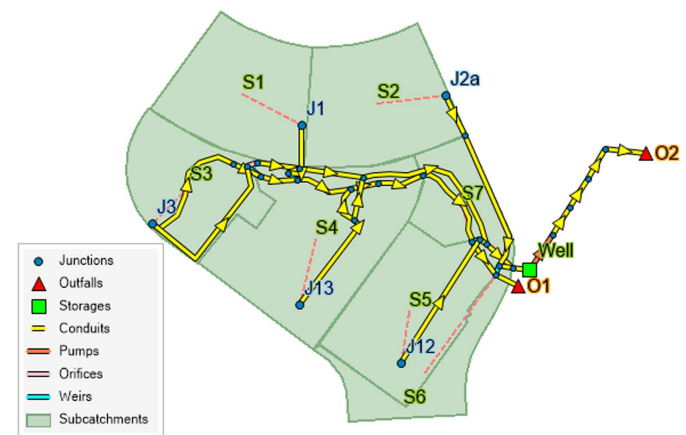 S1
S2
J2a
J1
S3
S7
O2
J3
S4
Well
J13
O1
S5
J12
S6
Junctions
Outfalls
Storages
Conduits
Pumps
Orifices
Weirs
Subcatchments